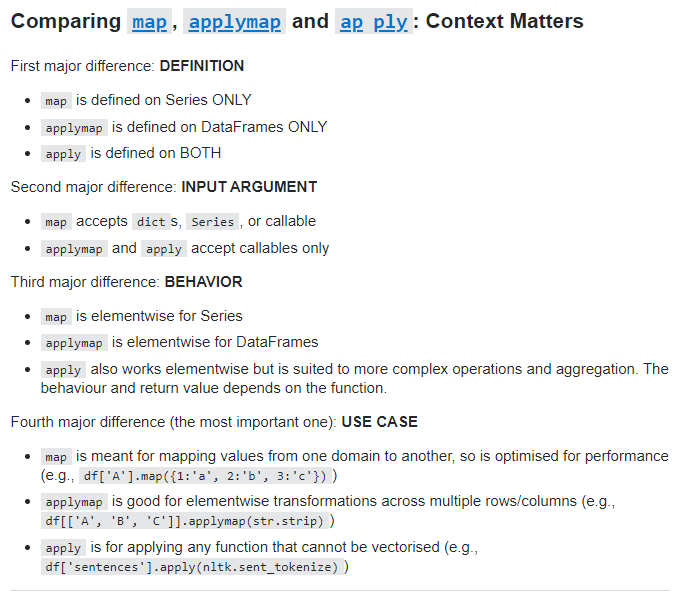 Comparing map, applymap and ap ply: Context Matters
First major difference: DEFINITION
• map is defined on Series ONLY
• applymap is defined on DataFrames ONLY
• apply is defined on BOTH
Second major difference: INPUT ARGUMENT
• map accepts dicts, Series, or callable
• applymap and apply accept callables only
Third major difference: BEHAVIOR
• map is elementwise for Series
• applymap is elementwise for DataFrames
• apply also works elementwise but is suited to more complex operations and aggregation. The
behaviour and return value depends on the function.
Fourth major difference (the most important one): USE CASE
• map is meant for mapping values from one domain to another, so is optimised for performance
(e.g., df['A'].map({1:'a', 2:'b', 3:'c'}))
• applymap is good for elementwise transformations across multiple rows/columns (e.g.,
df[['A', 'B', 'C']].applymap(str.strip))
• apply is for applying any function that cannot be vectorised (e.g.,
df['sentences'].apply(nltk.sent_tokenize))